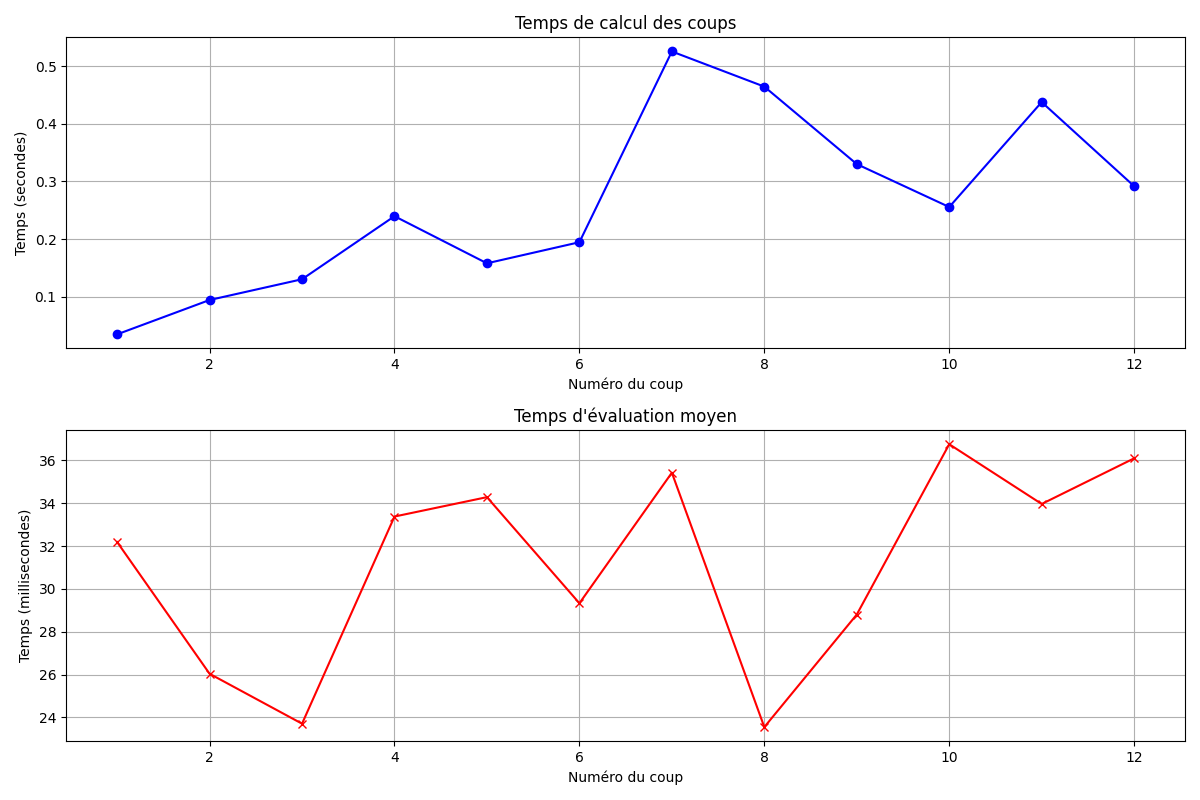 Temps de calcul des coups
Temps (secondes)
0.5
0.4
0.3
0.2
0.1
2 4 6 8 10 12
Numéro du coup
Temps d'évaluation moyen
Temps (millisecondes)
36
34
32
30
28
26
24
2 4 6 8 10 12
Numéro du coup